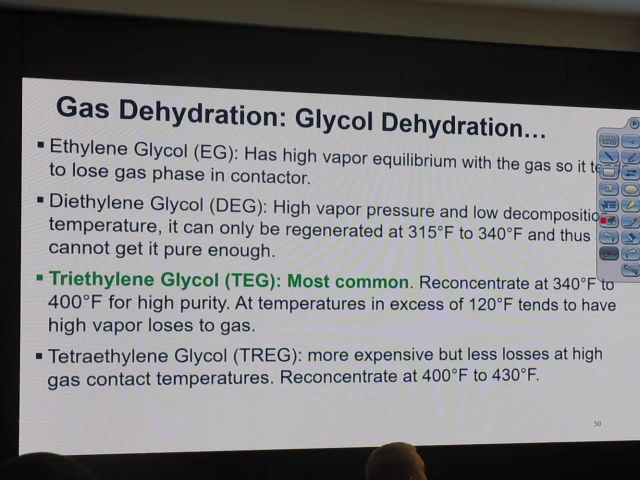 Gas Dehydration: Glycol Dehydration...
▪ Ethylene Glycol (EG): Has high vapor equilibrium with the gas so it
to lose gas phase in contactor.
▪ Diethylene Glycol (DEG): High vapor pressure and low
temperature, it can only be regenerated at 315°F to 340°F and thus
cannot get it pure enough.
▪ Triethylene Glycol (TEG): Most common. Reconcentrate at 340°F to
400°F for high purity. At temperatures in excess of 120°F tends to have
high vapor loses to gas.
▪ Tetraethylene Glycol (TREG): more expensive but less losses at high
gas contact temperatures. Reconcentrate at 400°F to 430°F.
50